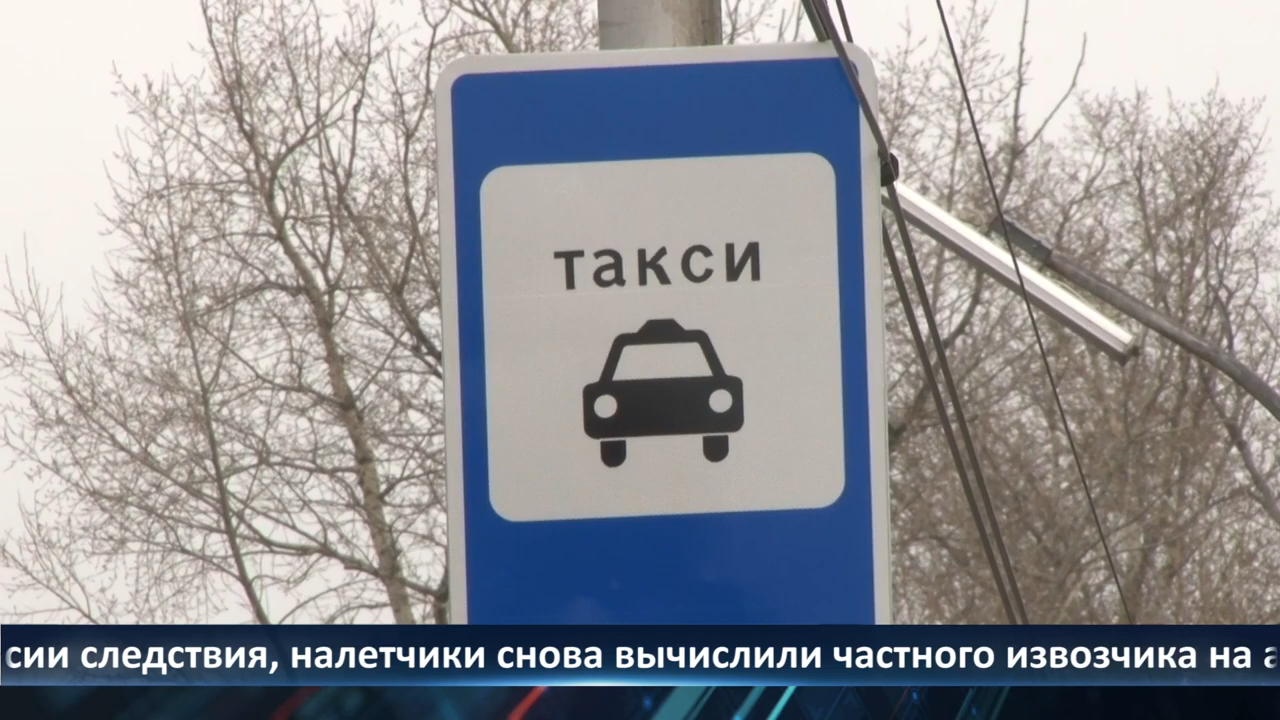 такси
сии следствия, налетчики снова вычислили частного извозчика на